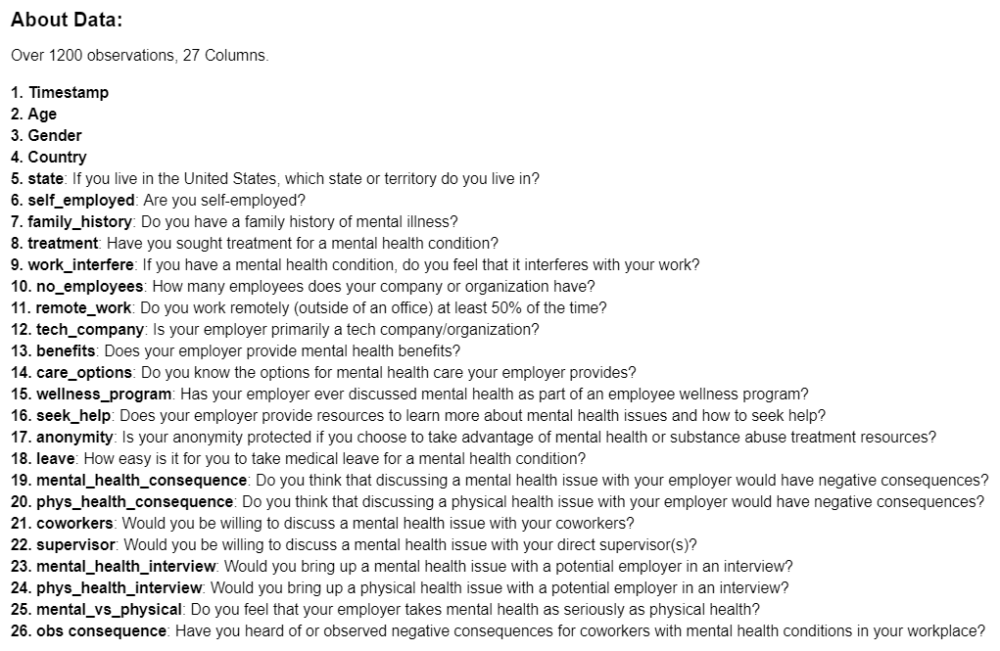 About Data:
Over 1200 observations, 27 Columns.
1. Timestamp
2. Age
3. Gender
4. Country
5. state: If you live in the United States, which state or territory do you live in?
6. self_employed: Are you self-employed?
7. family_history: Do you have a family history of mental illness?
8. treatment: Have you sought treatment for a mental health condition?
9. work_interfere: If you have a mental health condition, do you feel that it interferes with your work?
10. no_employees: How many employees does your company or organization have?
11. remote_work: Do you work remotely (outside of an office) at least 50% of the time?
12. tech_company: Is your employer primarily a tech company/organization?
13. benefits: Does your employer provide mental health benefits?
14. care_options: Do you know the options for mental health care your employer provides?
15. wellness_program: Has your employer ever discussed mental health as part of an employee wellness program?
16. seek_help: Does your employer provide resources to learn more about mental health issues and how to seek help?
17. anonymity: Is your anonymity protected if you choose to take advantage of mental health or substance abuse treatment resources?
18. leave: How easy is it for you to take medical leave for a mental health condition?
19. mental_health_consequence: Do you think that discussing a mental health issue with your employer would have negative consequences?
20. phys_health_consequence: Do you think that discussing a physical health issue with your employer would have negative consequences?
21. coworkers: Would you be willing to discuss a mental health issue with your coworkers?
22. supervisor: Would you be willing to discuss a mental health issue with your direct supervisor(s)?
23. mental_health_interview: Would you bring up a mental health issue with a potential employer in an interview?
24. phys_health_interview: Would you bring up a physical health issue with a potential employer in an interview?
25. mental_vs_physical: Do you feel that your employer takes mental health as seriously as physical health?
26. obs consequence: Have you heard of or observed negative consequences for coworkers with mental health conditions in your workplace?